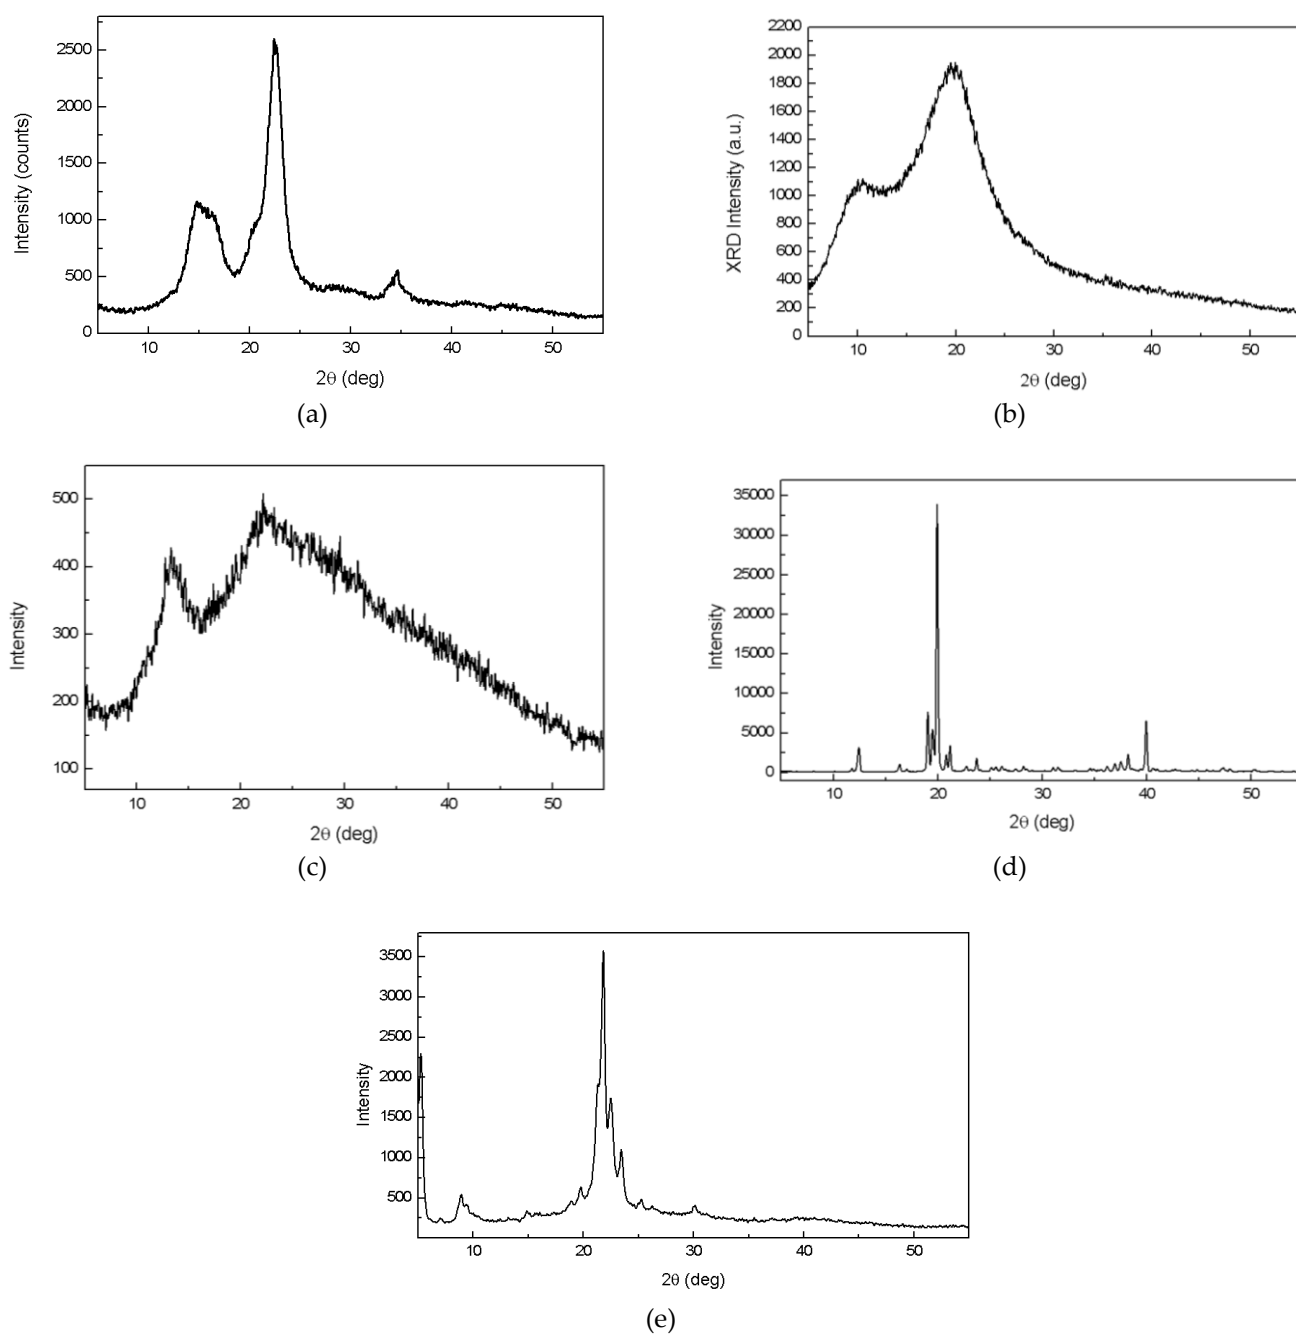 2500
2000
1500
1000
500
0
Intensity (counts)
10 20 30 40 50
2θ (deg)
(a)
2200
2000
1800
1600
1400
1200
1000
800
600
400
200
0
XRD Intensity (a.u.)
10 20 30 40 50
2θ (deg)
(b)
500
400
300
200
100
Intensity
10 20 30 40 50
2θ (deg)
(c)
35000
30000
25000
20000
15000
10000
5000
0
Intensity
10 20 30 40 50
2θ (deg)
(d)
3500
3000
2500
2000
1500
1000
500
Intensity
10 20 30 40 50
2θ (deg)
(e)